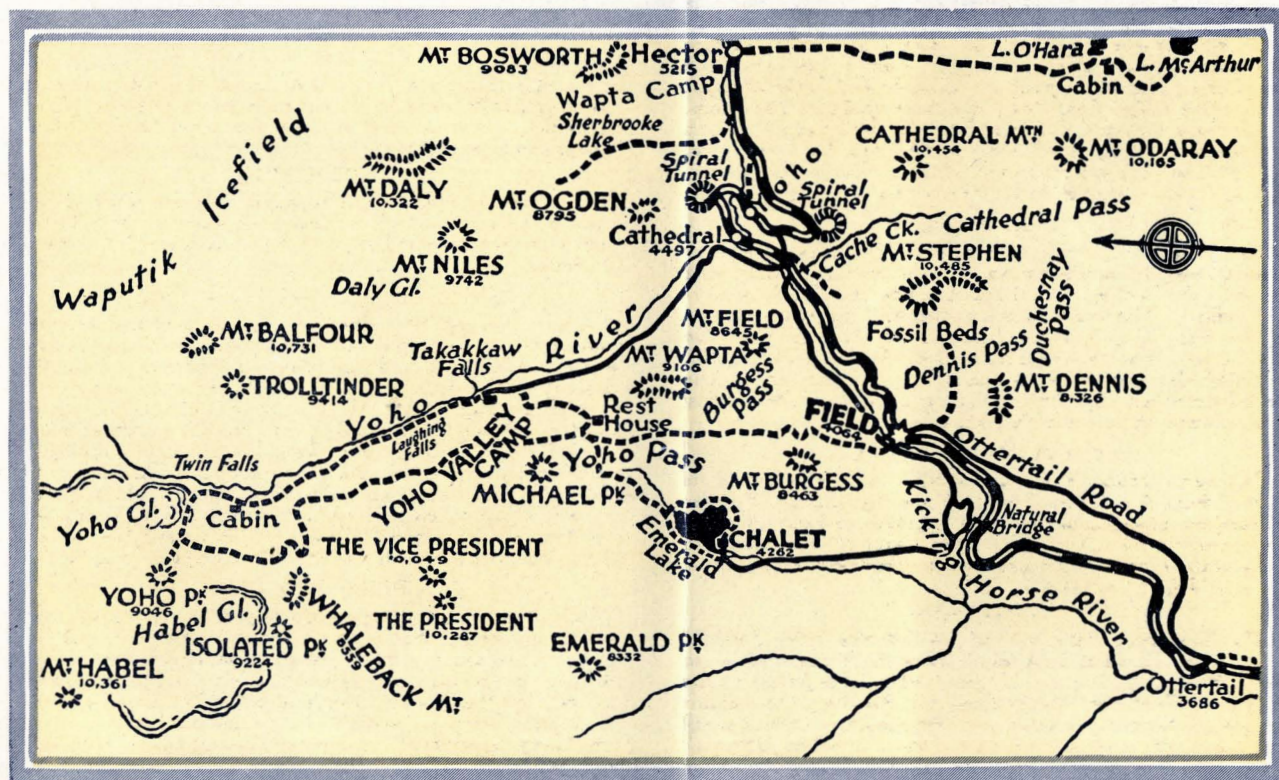 MT. BOSWORTH
9083
Hector
5215
Wapta Camp
Sherbrooke
Lake
L. O'Hara
L. McArthur
Cabin
CATHEDRAL MTN
10,454
MT. ODARAY
10,165
Waputik Icefield
MT. DALY
10,322
MT. OGDEN
8795
Spiral
Tunnel
Yoho
Spiral
Tunnel
Cathedral
4497
Cache Ck.
Cathedral Pass
MT. STEPHEN
10,485
MT. NILES
9742
Daly Gl.
Duchesnay
Pass
MT. BALFOUR
10,731
Takakkaw
Falls
MT. FIELD
8645
MT. WAPTA
9106
Fossil Beds
Dennis Pass
TROLLTINDER
9414
Yoho River
Burgess
Pass
MT. DENNIS
8,326
Laughing
Falls
Rest
House
FIELD
4064
Twin Falls
YOHO VALLEY
CAMP
Yoho Pass
Ottertail Road
Yoho Gl.
Cabin
MICHAEL PK.
MT. BURGESS
8463
Kicking Horse River
Natural
Bridge
THE VICE PRESIDENT
Emerald
Lake
CHALET
4262
YOHO PK.
9046
Habel Gl.
WHALEBACK MT.
THE PRESIDENT
10,287
ISOLATED PK.
9224
EMERALD PK.
8332
MT. HABEL
10,361
Ottertail
3686